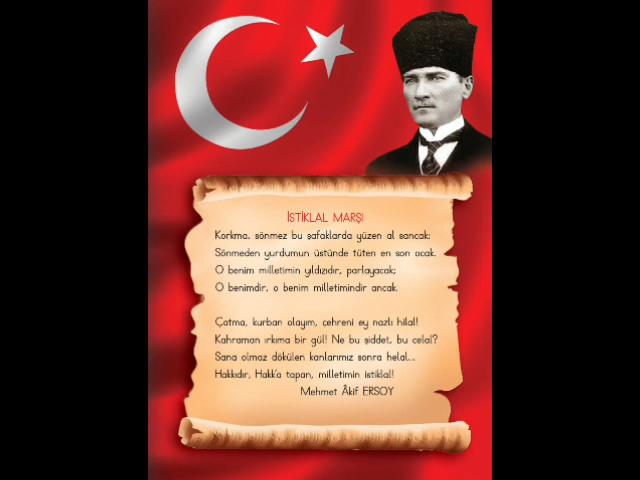 İSTİKLAL MARŞI
Korkma, sönmez bu şafaklarda yüzen al sancak;
Sönmeden yurdumun üstünde tüten en son ocak.
O benim milletimin yıldızıdır, parlayacak;
O benimdir, o benim milletimindir ancak.
Çatma, kurban olayım, çehreni ey nazlı hilal!
Kahraman ırkıma bir gül! Ne bu şiddet, bu celal?
Sana olmaz dökülen kanlarımız sonra helal...
Hakkıdır, Hakk'a tapan, milletimin istiklal!
Mehmet Âkif ERSOY